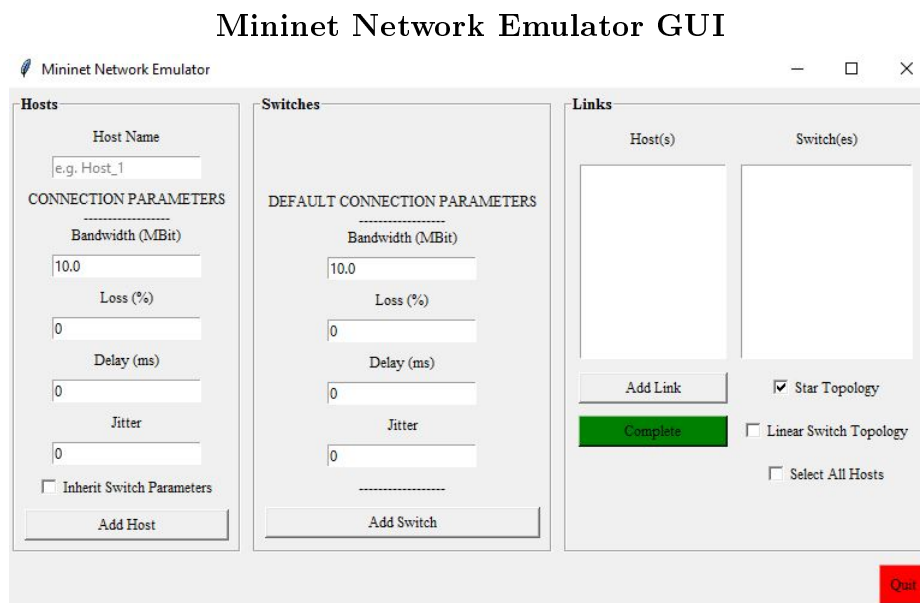 Mininet Network Emulator GUI
Mininet Network Emulator
Hosts
Host Name
e.g. Host_1
CONNECTION PARAMETERS
------------------
Bandwidth (MBit)
10.0
Loss (%)
0
Delay (ms)
0
Jitter
0
Inherit Switch Parameters
Add Host
Switches
DEFAULT CONNECTION PARAMETERS
------------------
Bandwidth (MBit)
10.0
Loss (%)
0
Delay (ms)
0
Jitter
0
------------------
Add Switch
Links
Host(s)
Switch(es)
Add Link
Star Topology
Complete
Linear Switch Topology
Select All Hosts
Quit